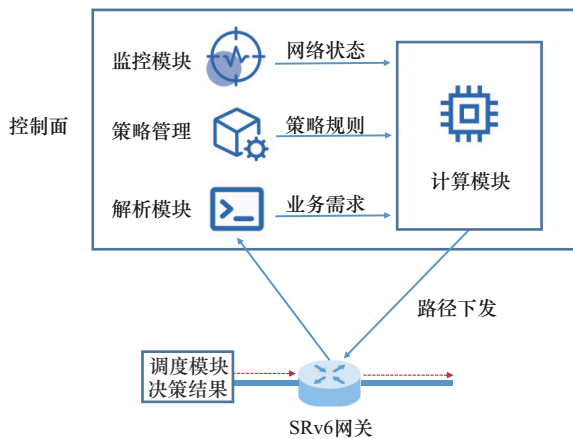 监控模块
网络状态
控制面
策略管理
策略规则
计算模块
解析模块
业务需求
路径下发
调度模块
决策结果
SRv6网关